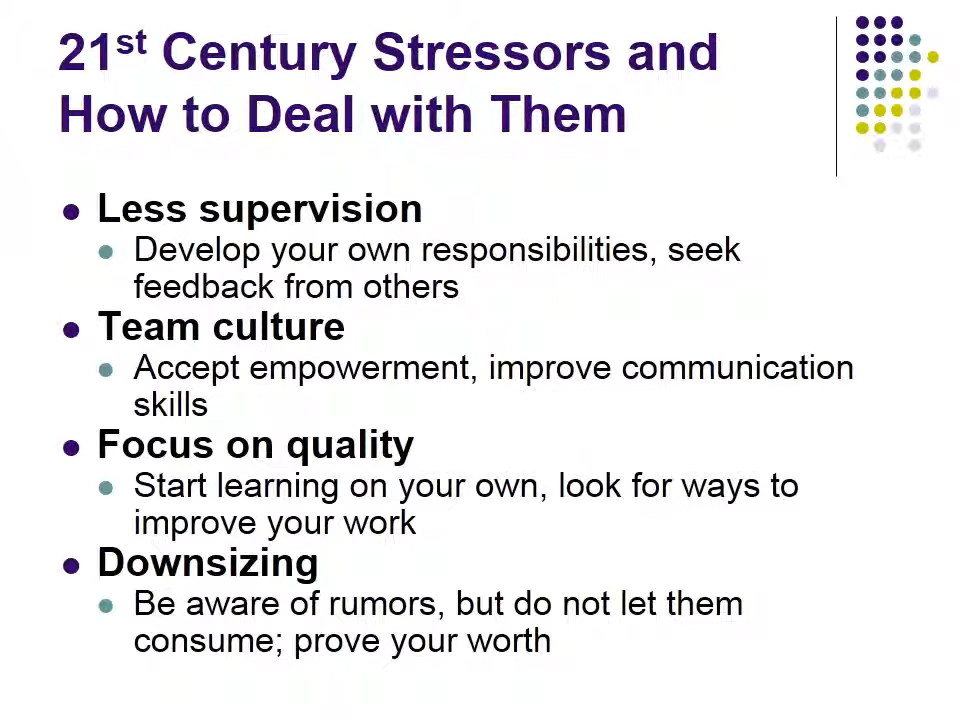 21st Century Stressors and
How to Deal with Them
Less supervision
Develop your own responsibilities, seek
feedback from others
Team culture
Accept empowerment, improve communication
skills
Focus on quality
Start learning on your own, look for ways to
improve your work
Downsizing
Be aware of rumors, but do not let them
consume; prove your worth